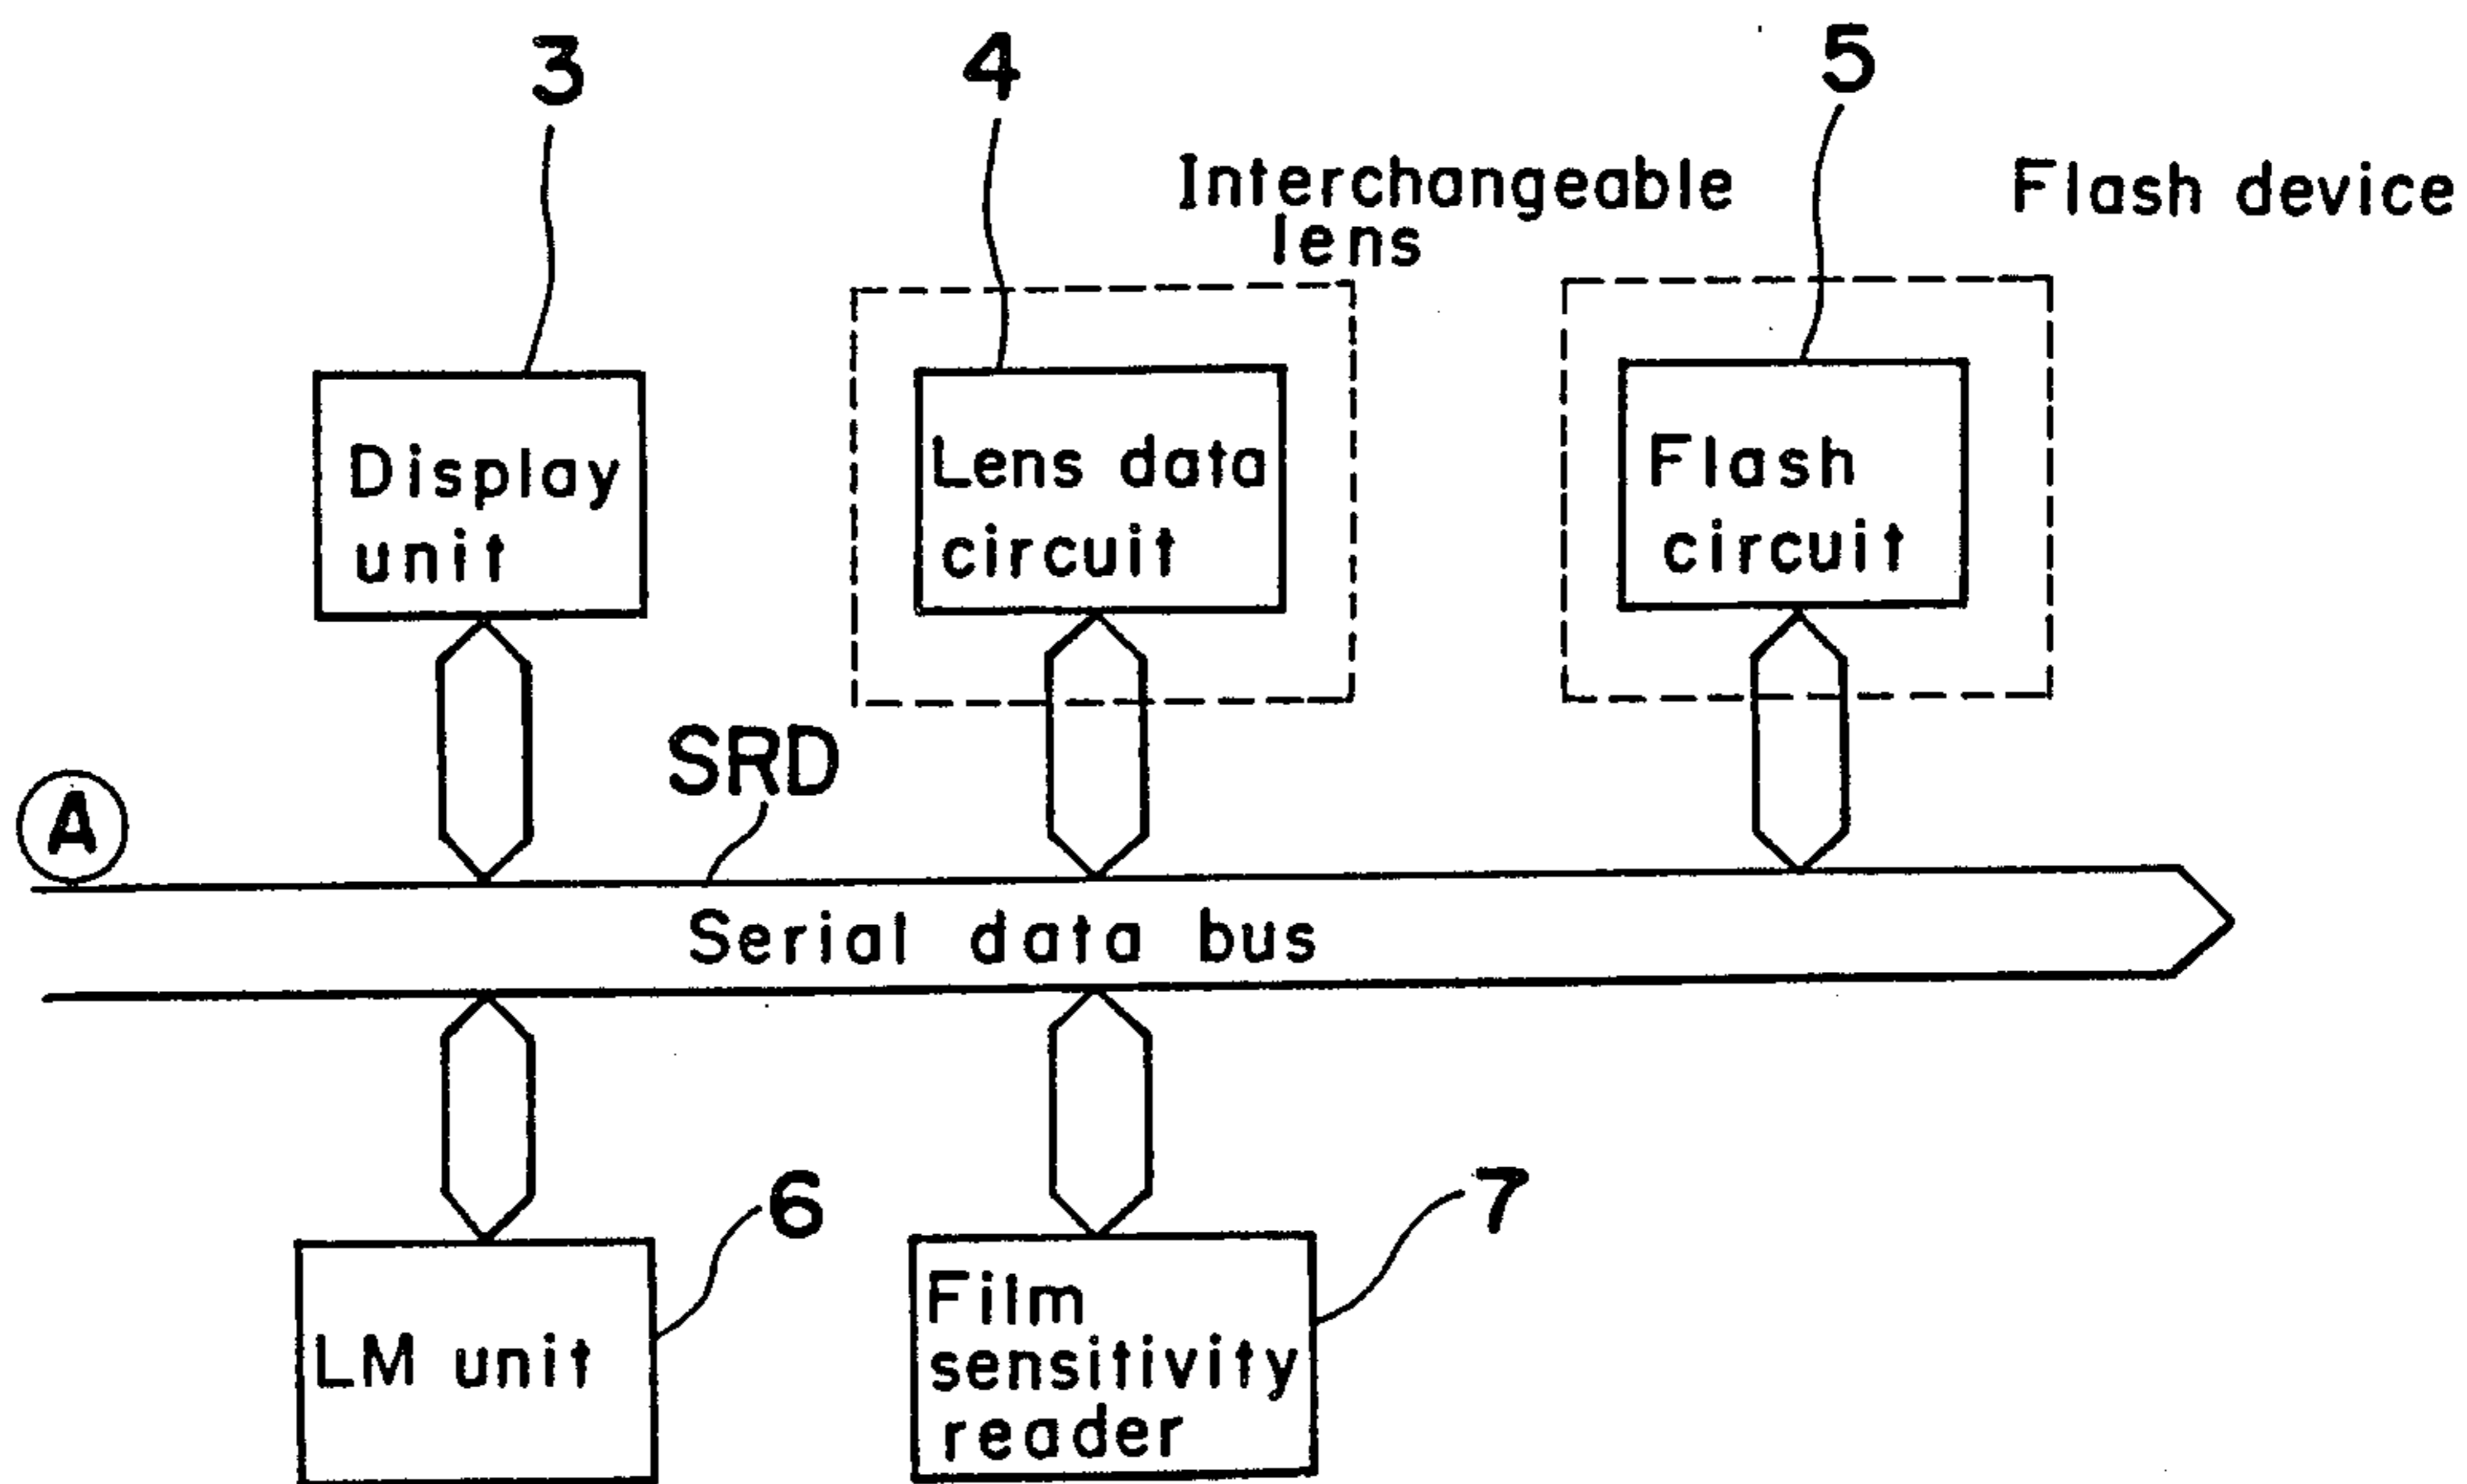 3
4
5
Interchangeable
lens
Flash device
Display
unit
Lens data
circuit
Flash
circuit
SRD
A
Serial data bus
6
7
LM unit
Film
sensitivity
reader